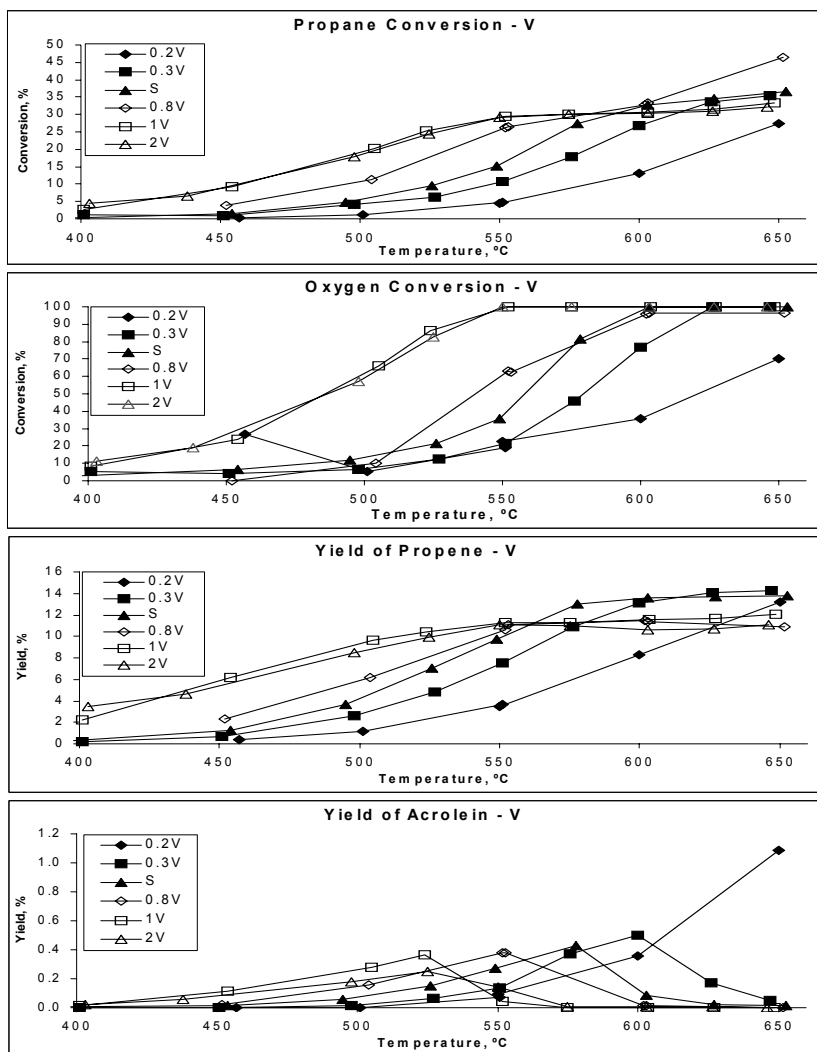 Propane Conversion - V
0.2V
0.3V
S
0.8V
1V
2V
Conversion, %
50
45
40
35
30
25
20
15
10
5
0
400 450 500 550 600 650
Temperature, ºC
Oxygen Conversion - V
0.2V
0.3V
S
0.8V
1V
2V
Conversion, %
100
90
80
70
60
50
40
30
20
10
0
400 450 500 550 600 650
Temperature, ºC
Yield of Propene - V
0.2V
0.3V
S
0.8V
1V
2V
Yield, %
16
14
12
10
8
6
4
2
0
400 450 500 550 600 650
Temperature, ºC
Yield of Acrolein - V
0.2V
0.3V
S
0.8V
1V
2V
Yield, %
1.2
1.0
0.8
0.6
0.4
0.2
0.0
400 450 500 550 600 650
Temperature, ºC